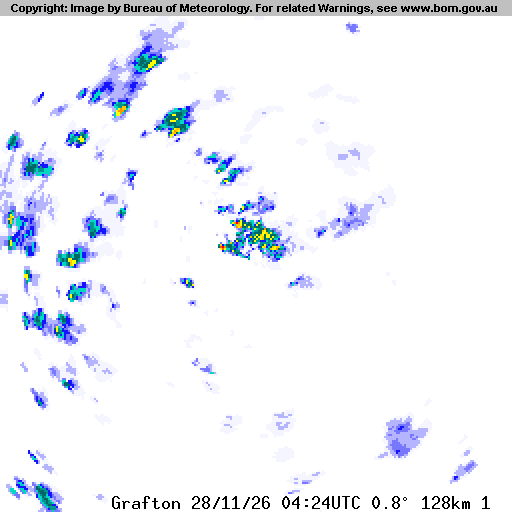 Copyright: Image by Bureau of Meteorology. For related Warnings, see www.bom.gov.au
Grafton 28/11/26 04:24UTC 0.8° 128km 1